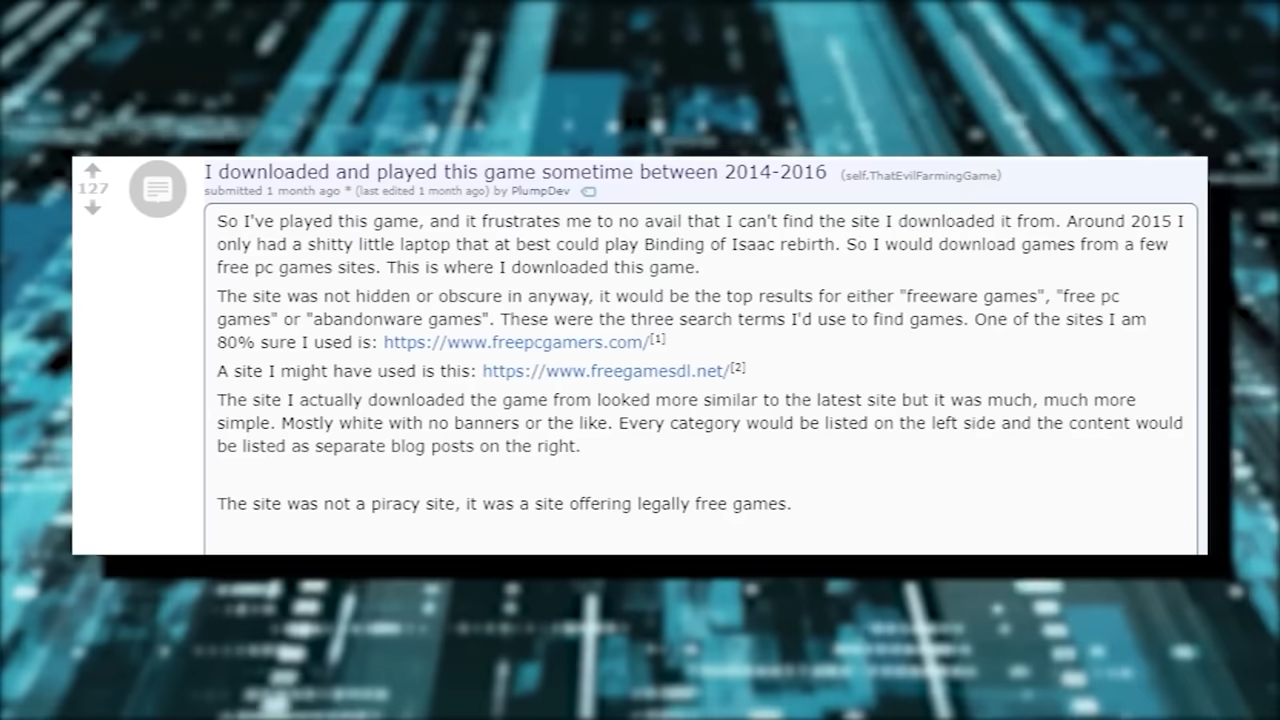 I downloaded and played this game sometime between 2014-2016 (self.ThatEvilFarmingGame)
127
submitted 1 month ago * (last edited 1 month ago) by PlumpDev
So I've played this game, and it frustrates me to no avail that I can't find the site I downloaded it from. Around 2015 I
only had a shitty little laptop that at best could play Binding of Isaac rebirth. So I would download games from a few
free pc games sites. This is where I downloaded this game.
The site was not hidden or obscure in anyway, it would be the top results for either "freeware games", "free pc
games" or "abandonware games". These were the three search terms I'd use to find games. One of the sites I am
80% sure I used is: https://www.freepcgamers.com/[1]
A site I might have used is this: https://www.freegamesdl.net/[2]
The site I actually downloaded the game from looked more similar to the latest site but it was much, much more
simple. Mostly white with no banners or the like. Every category would be listed on the left side and the content would
be listed as separate blog posts on the right.
The site was not a piracy site, it was a site offering legally free games.